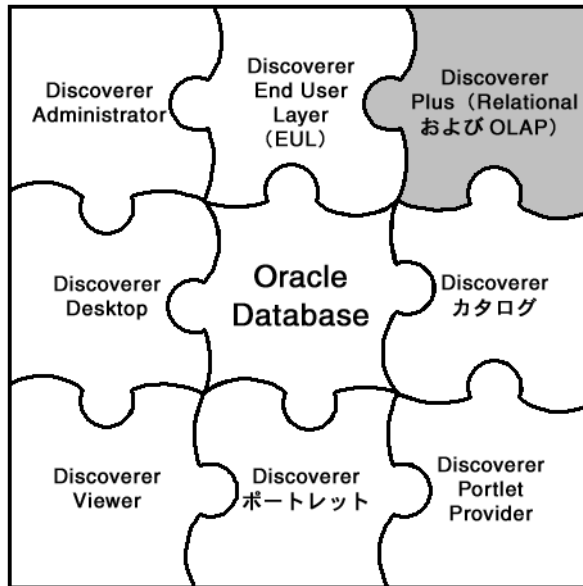 Discoverer
Administrator
Discoverer
End User
Layer
（EUL）
Discoverer
Plus（Relational
および OLAP）
Discoverer
Desktop
Oracle
Database
Discoverer
カタログ
Discoverer
Viewer
Discoverer
ポートレット
Discoverer
Portlet
Provider